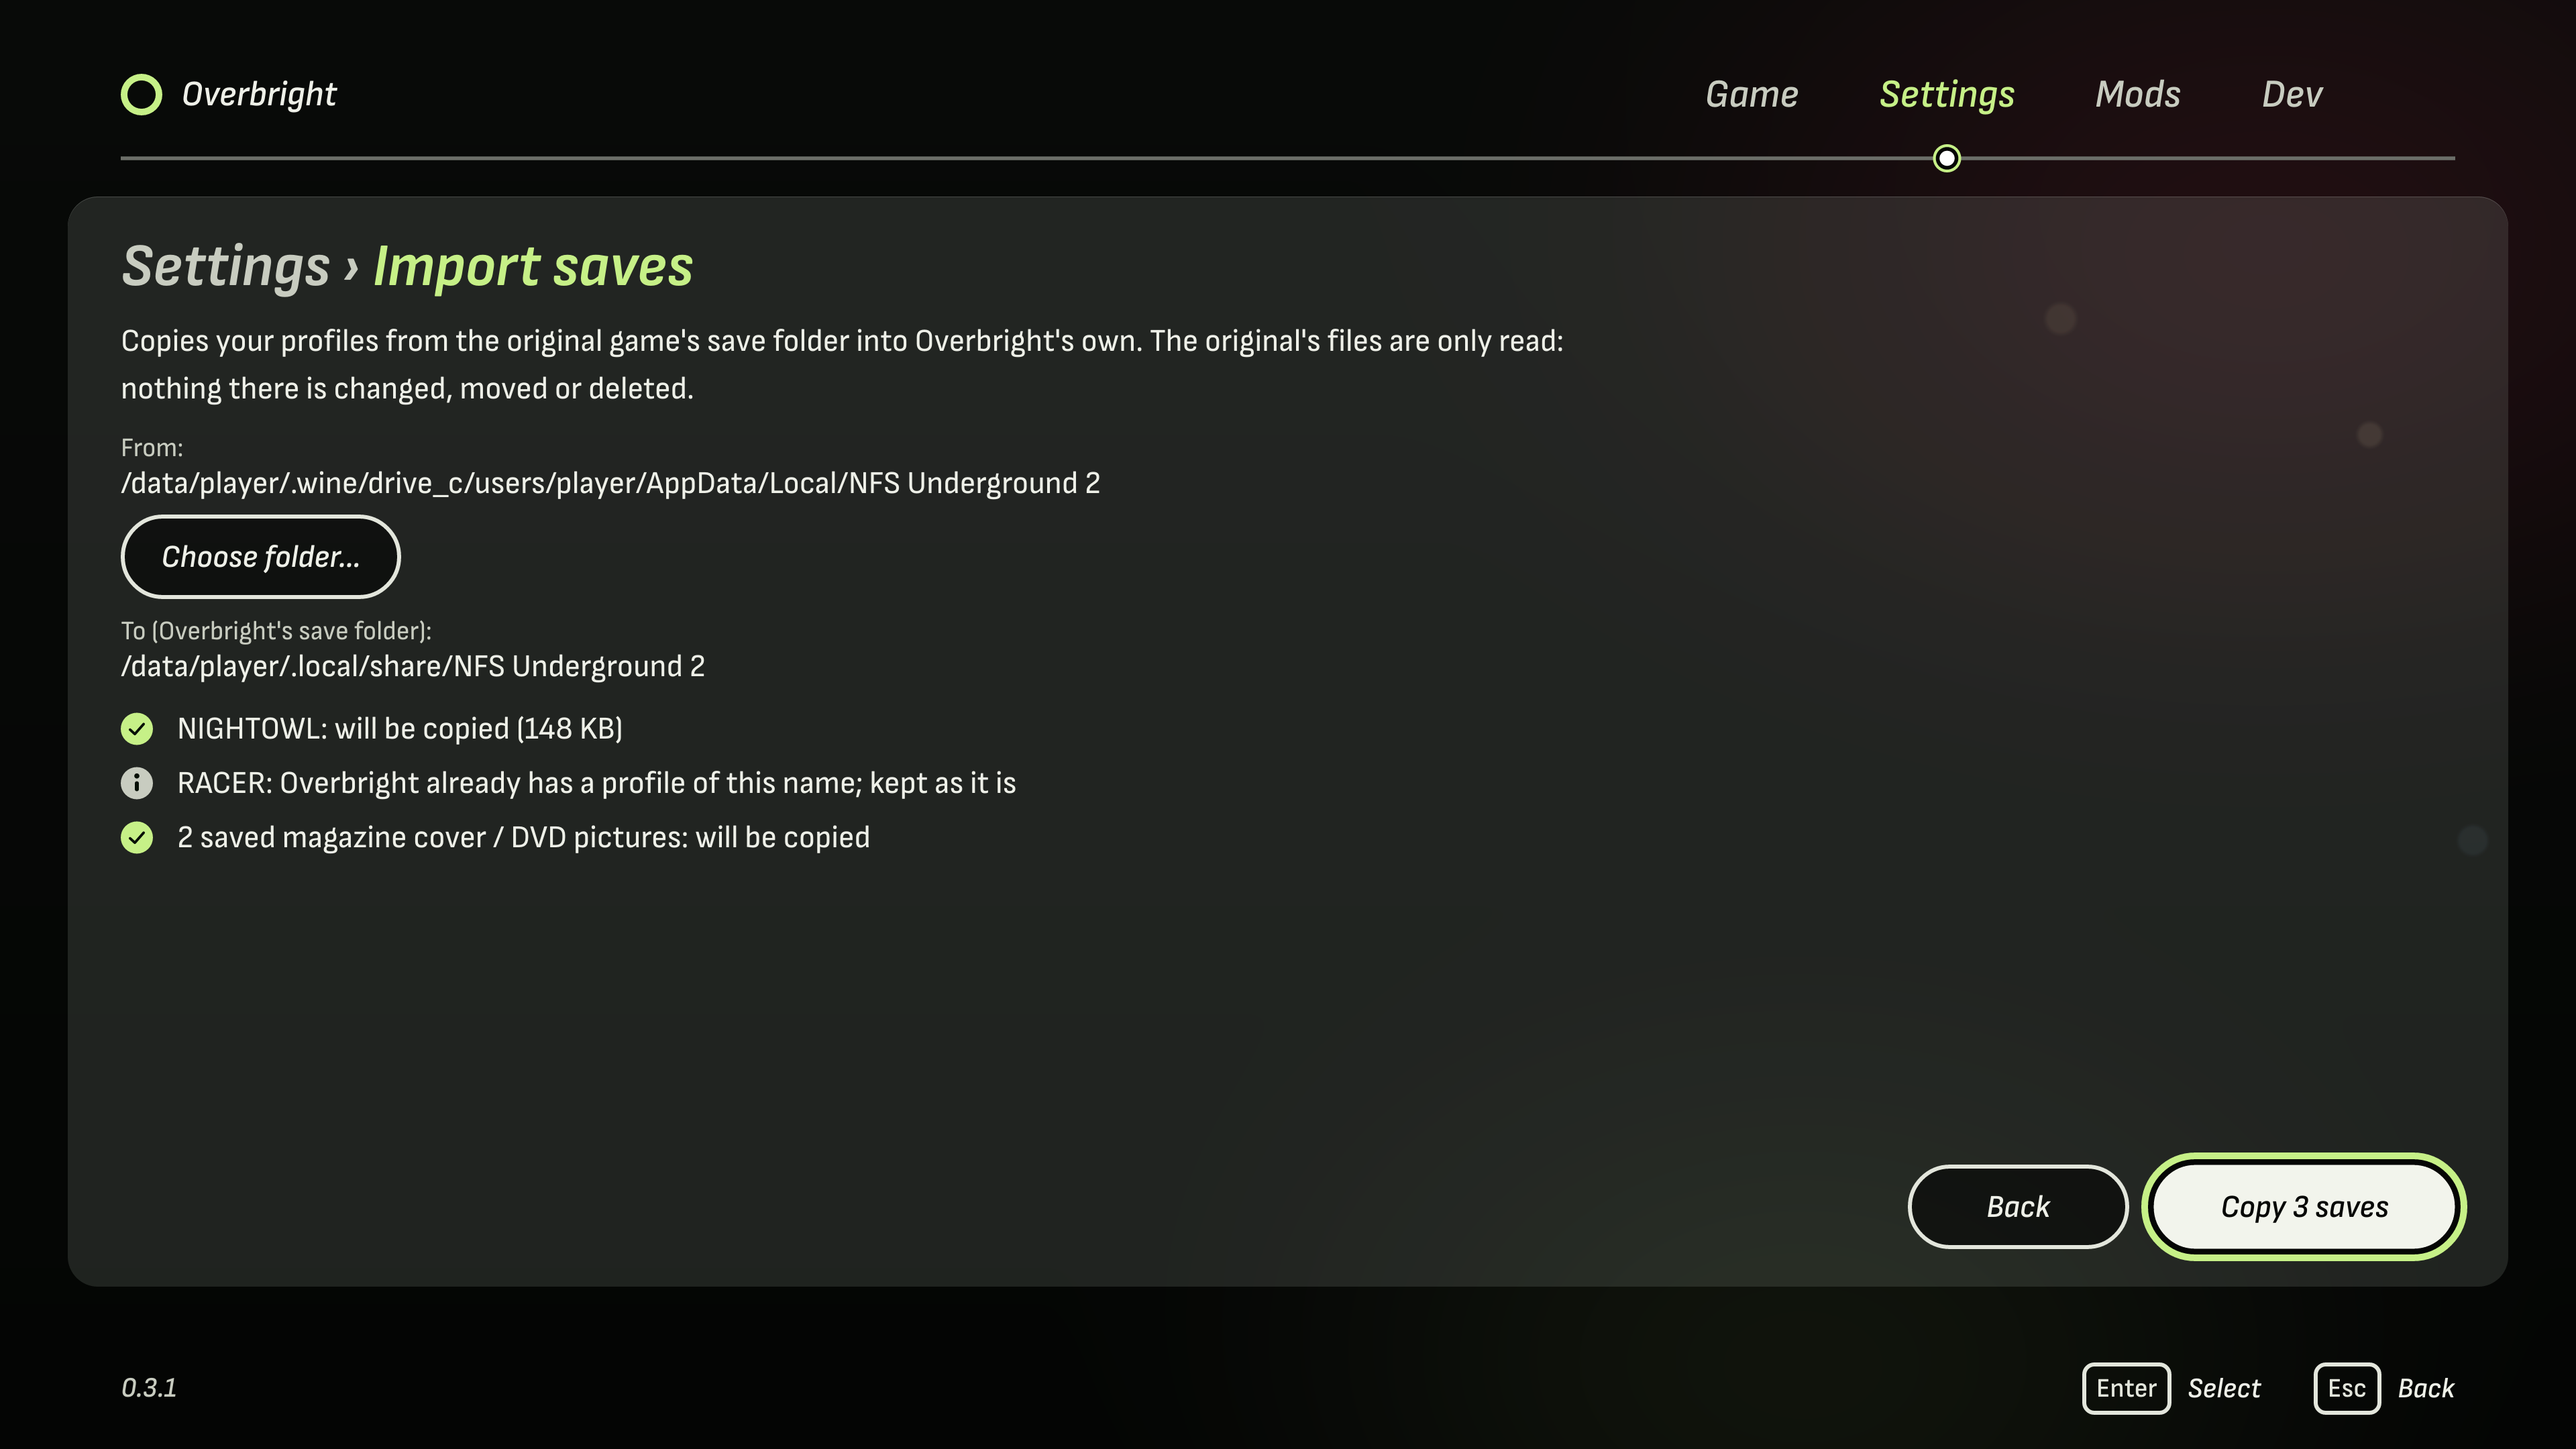 Overbright
Game Settings Mods Dev
Settings › Import saves
Copies your profiles from the original game's save folder into Overbright's own. The original's files are only read:
nothing there is changed, moved or deleted.
From:
/data/player/.wine/drive_c/users/player/AppData/Local/NFS Underground 2
Choose folder...
To (Overbright's save folder):
/data/player/.local/share/NFS Underground 2
NIGHTOWL: will be copied (148 KB)
RACER: Overbright already has a profile of this name; kept as it is
2 saved magazine cover / DVD pictures: will be copied
Back Copy 3 saves
0.3.1 Enter Select Esc Back